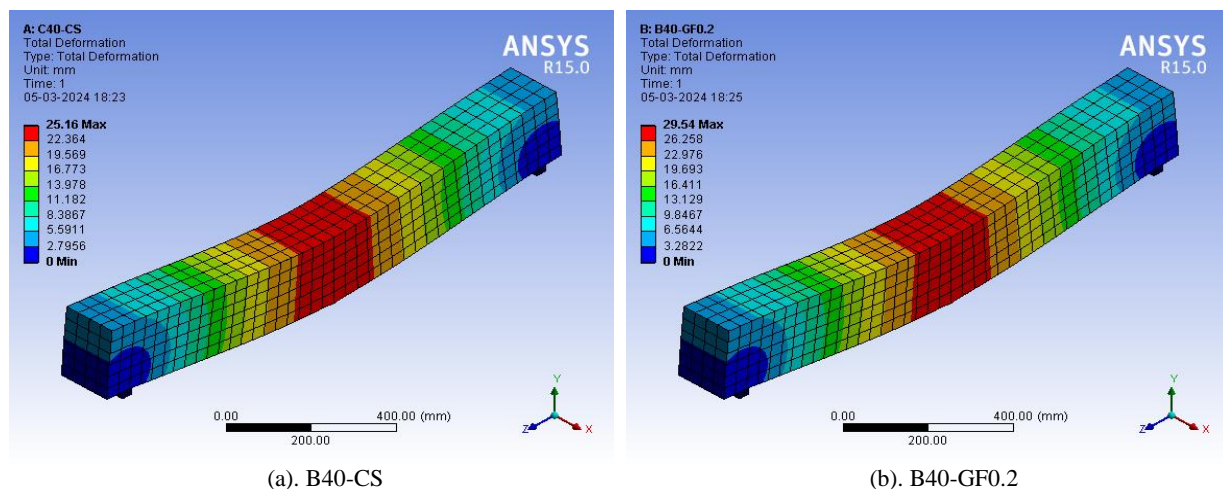 A: C40-CS
Total Deformation
Type: Total Deformation
Unit: mm
Time: 1
05-03-2024 18:23
ANSYS
R15.0
25.16 Max
22.364
19.569
16.773
13.978
11.182
8.3867
5.5911
2.7956
0 Min
0.00
400.00 (mm)
200.00
Y
Z
X
(a). B40-CS
B: B40-GF0.2
Total Deformation
Type: Total Deformation
Unit: mm
Time: 1
05-03-2024 18:25
ANSYS
R15.0
29.54 Max
26.258
22.976
19.693
16.411
13.129
9.8467
6.5644
3.2822
0 Min
0.00
400.00 (mm)
200.00
Y
Z
X
(b). B40-GF0.2